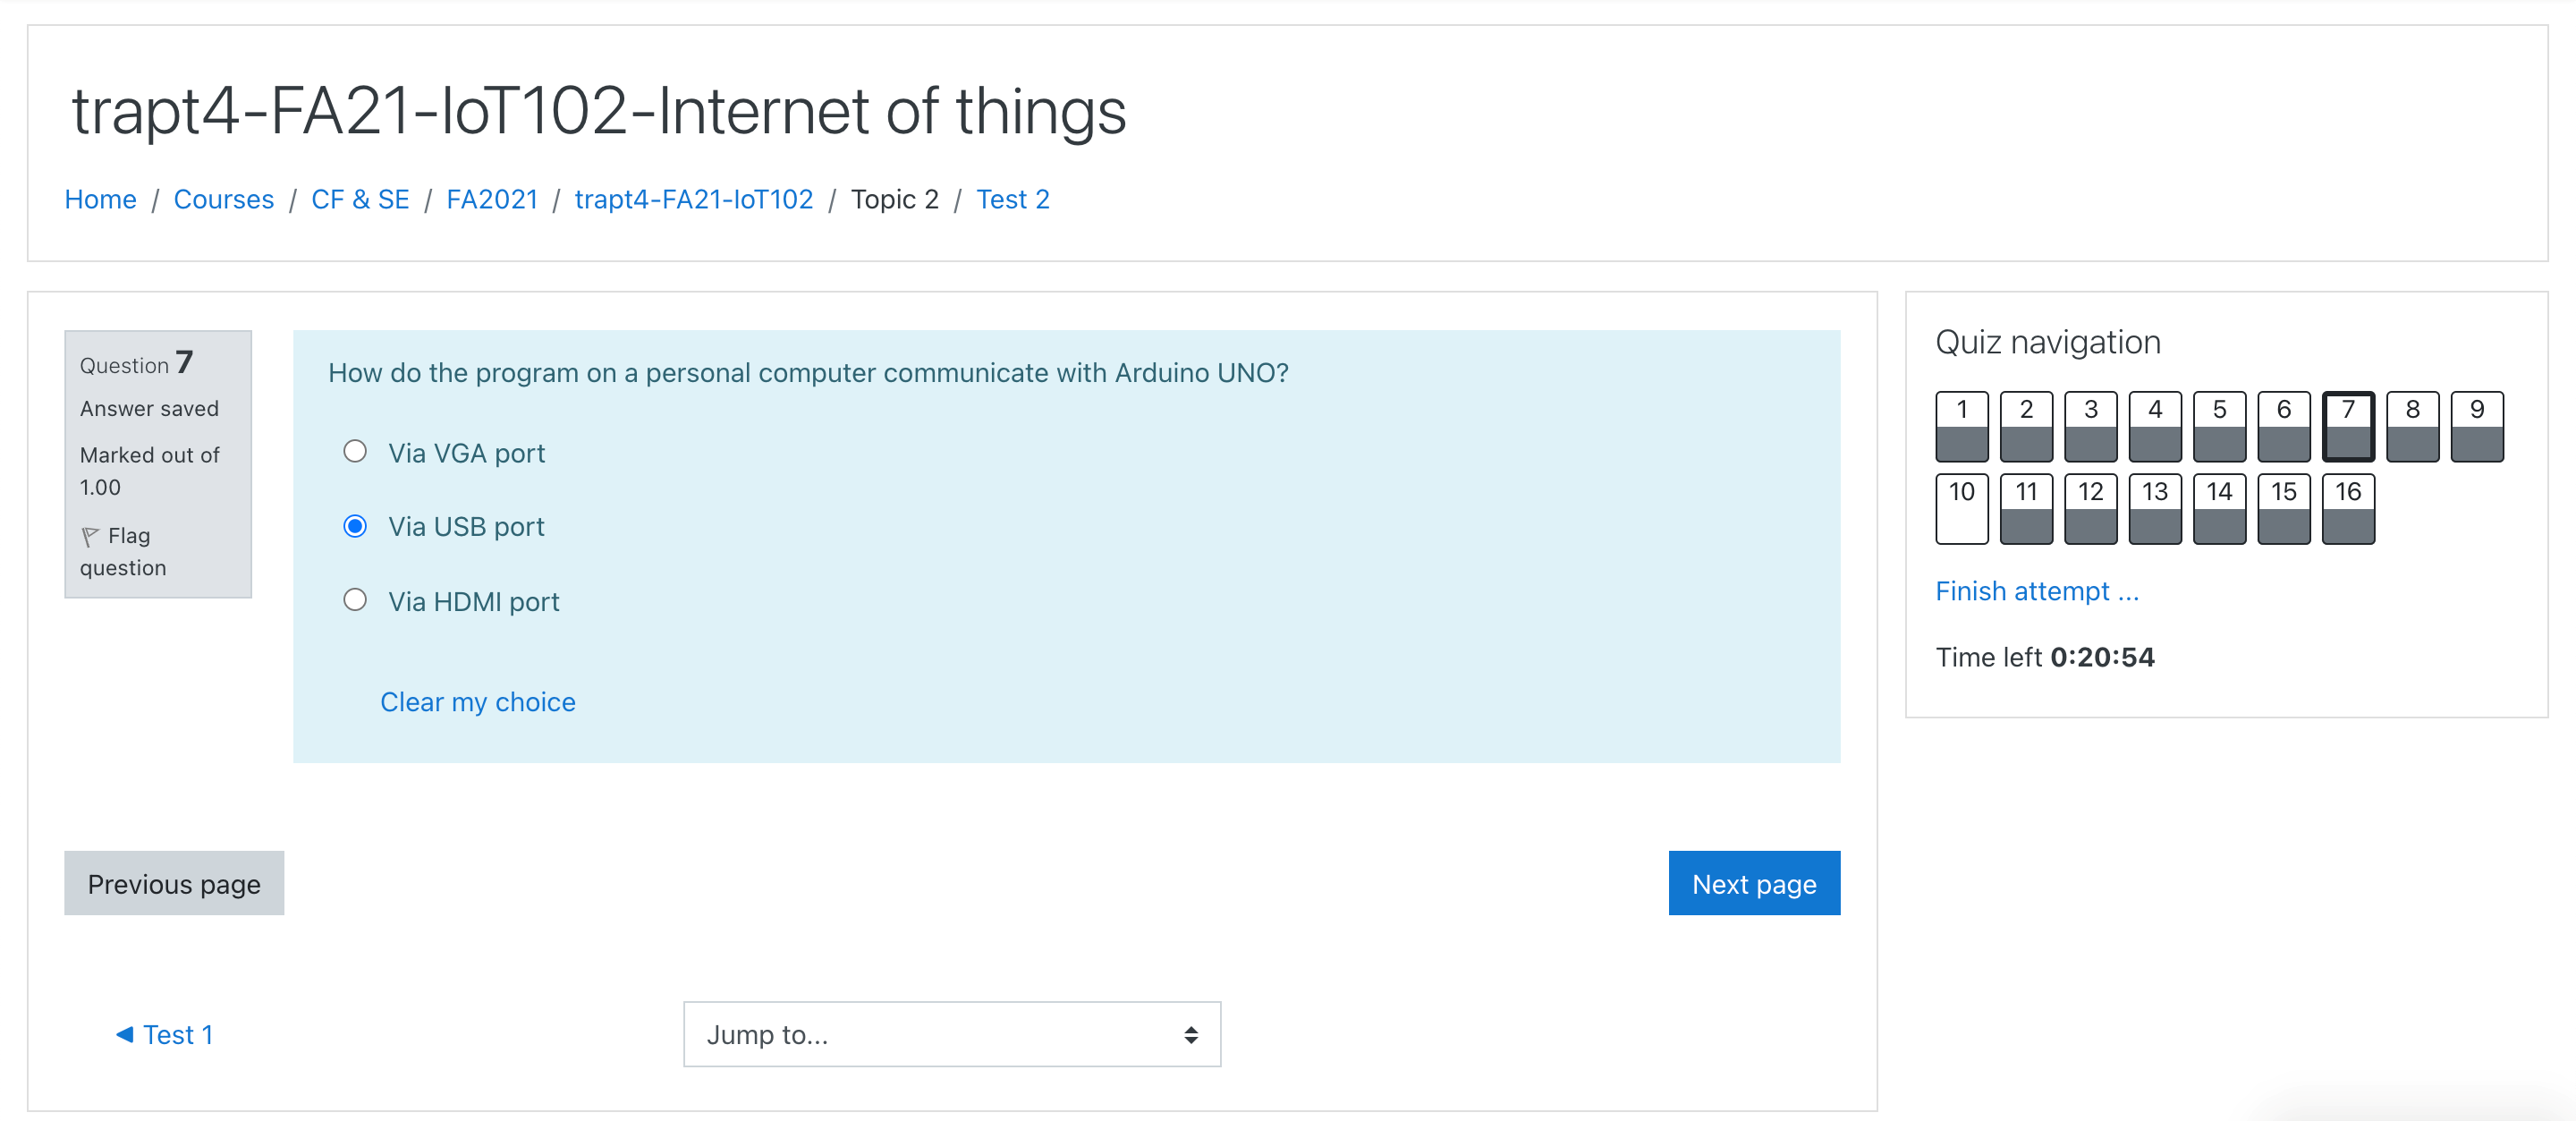 trapt4-FA21-IoT102-Internet of things
Home / Courses / CF & SE / FA2021 / trapt4-FA21-IoT102 / Topic 2 / Test 2
Question 7
Answer saved
Marked out of
1.00
Flag
question
How do the program on a personal computer communicate with Arduino UNO?
Via VGA port
Via USB port
Via HDMI port
Clear my choice
Previous page
Next page
◄ Test 1
Jump to...
Quiz navigation
1 2 3 4 5 6 7 8 9
10 11 12 13 14 15 16
Finish attempt ...
Time left 0:20:54